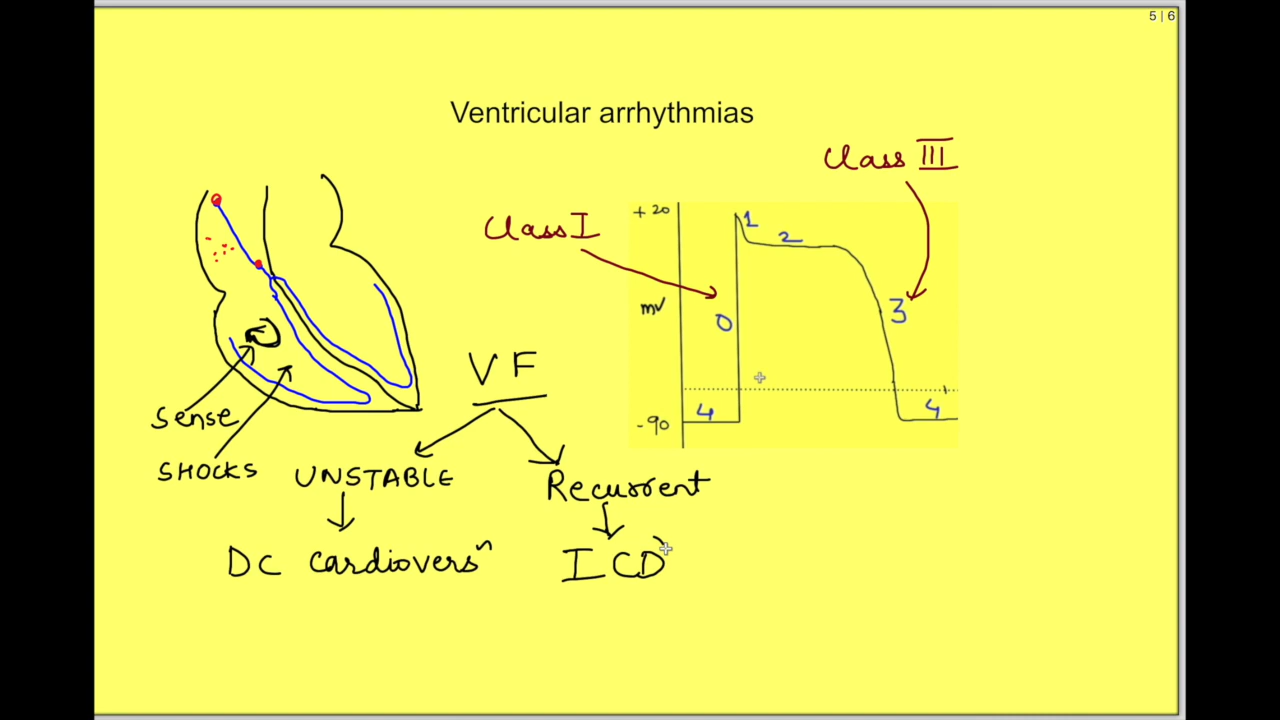 5 | 6
Ventricular arrhythmias
Class III
Class I
+ 20
1
2
mV
0
3
4
4
- 90
VF
Sense
SHOCKS
UNSTABLE
Recurrent
DC cardioversⁿ
ICD